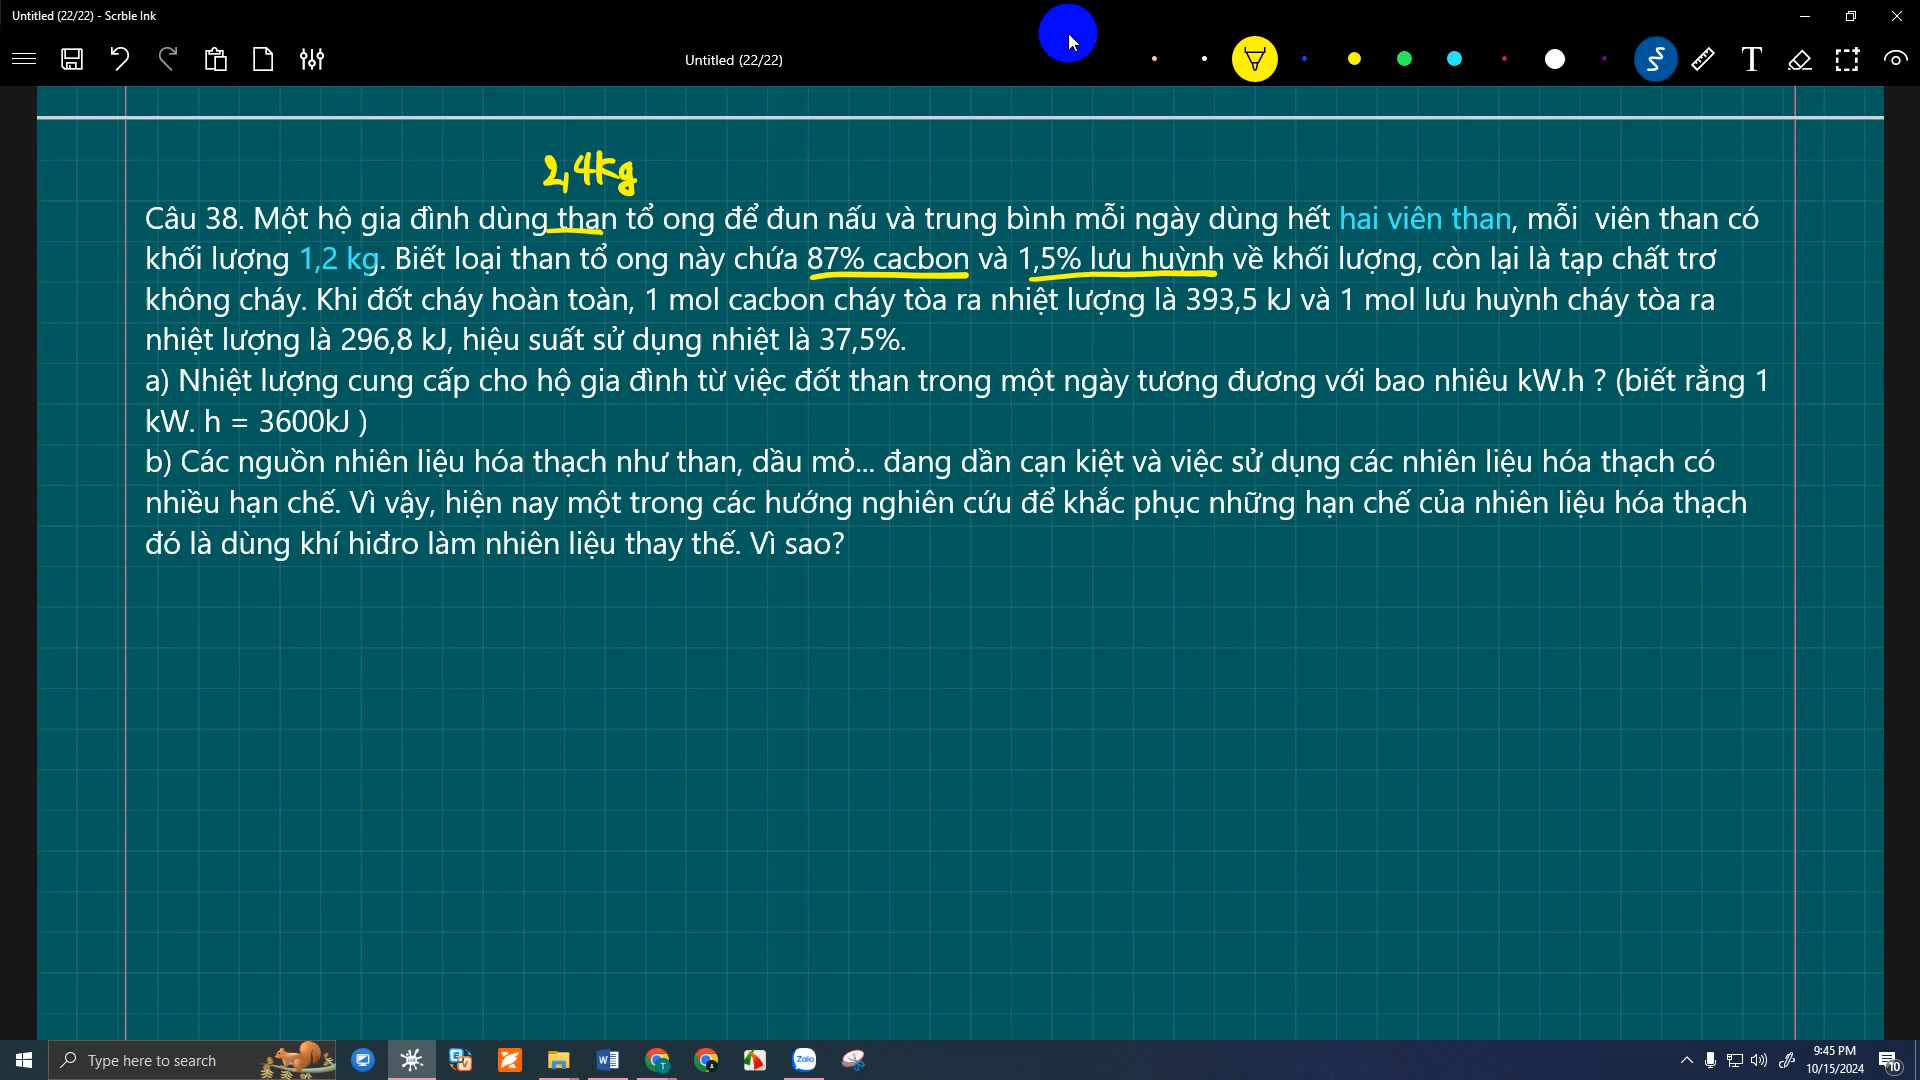 Untitled (22/22) - Scrble Ink
Untitled (22/22)
T
2,4kg
Câu 38. Một hộ gia đình dùng than tổ ong để đun nấu và trung bình mỗi ngày dùng hết hai viên than, mỗi viên than có
khối lượng 1,2 kg. Biết loại than tổ ong này chứa 87% cacbon và 1,5% lưu huỳnh về khối lượng, còn lại là tạp chất trơ
không cháy. Khi đốt cháy hoàn toàn, 1 mol cacbon cháy tòa ra nhiệt lượng là 393,5 kJ và 1 mol lưu huỳnh cháy tòa ra
nhiệt lượng là 296,8 kJ, hiệu suất sử dụng nhiệt là 37,5%.
a) Nhiệt lượng cung cấp cho hộ gia đình từ việc đốt than trong một ngày tương đương với bao nhiêu kW.h ? (biết rằng 1
kW. h = 3600kJ )
b) Các nguồn nhiên liệu hóa thạch như than, dầu mỏ... đang dần cạn kiệt và việc sử dụng các nhiên liệu hóa thạch có
nhiều hạn chế. Vì vậy, hiện nay một trong các hướng nghiên cứu để khắc phục những hạn chế của nhiên liệu hóa thạch
đó là dùng khí hiđro làm nhiên liệu thay thế. Vì sao?
Type here to search
Zalo
9:45 PM
10/15/2024
10